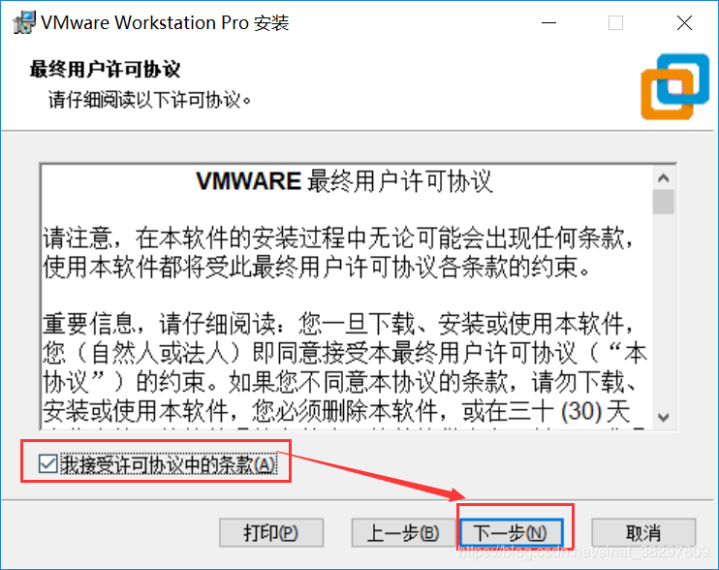 VMware Workstation Pro 安装
最终用户许可协议
请仔细阅读以下许可协议。
VMWARE 最终用户许可协议
请注意，在本软件的安装过程中无论可能会出现任何条款，
使用本软件都将受此最终用户许可协议各条款的约束。
重要信息，请仔细阅读：您一旦下载、安装或使用本软件，
您（自然人或法人）即同意接受本最终用户许可协议（“本
协议”）的约束。如果您不同意本协议的条款，请勿下载、
安装或使用本软件，您必须删除本软件，或在三十 (30) 天
我接受许可协议中的条款(A)
打印(P) 上一步(B) 下一步(N) 取消
https://blog.csdn.net/sinat_38297809